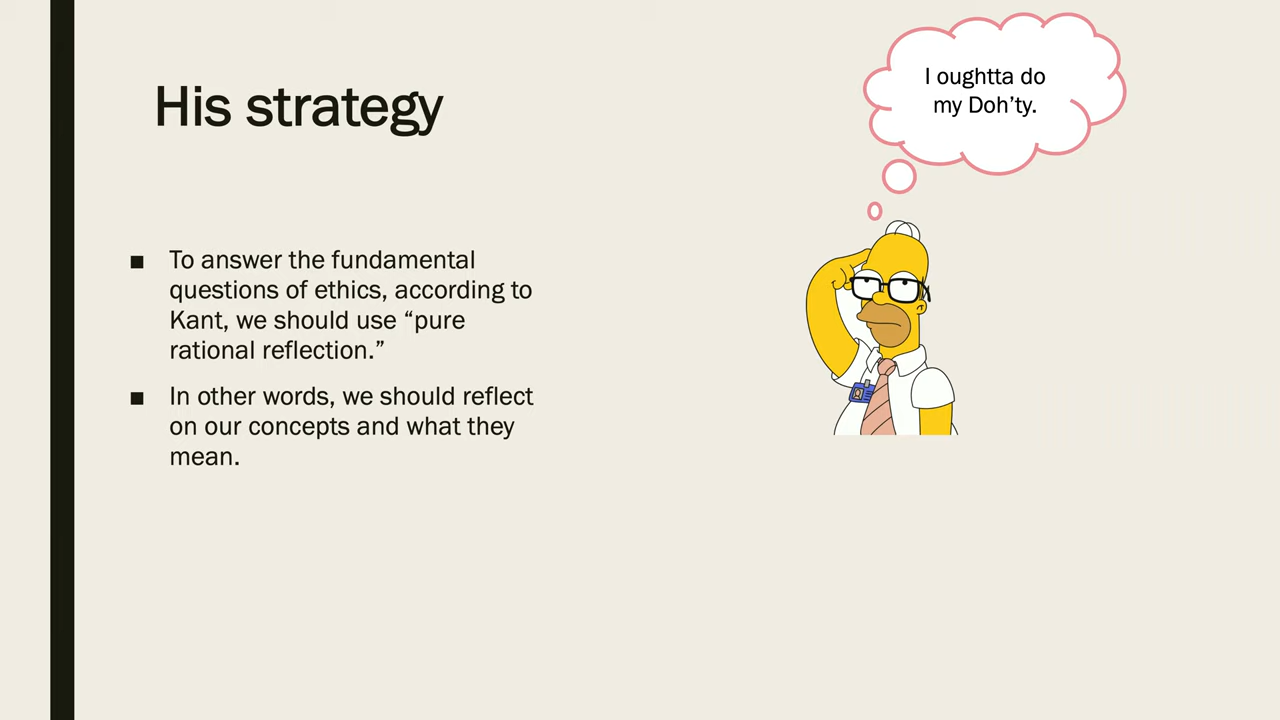 His strategy
I oughtta do
my Doh’ty.
■ To answer the fundamental
questions of ethics, according to
Kant, we should use “pure
rational reflection.”
■ In other words, we should reflect
on our concepts and what they
mean.